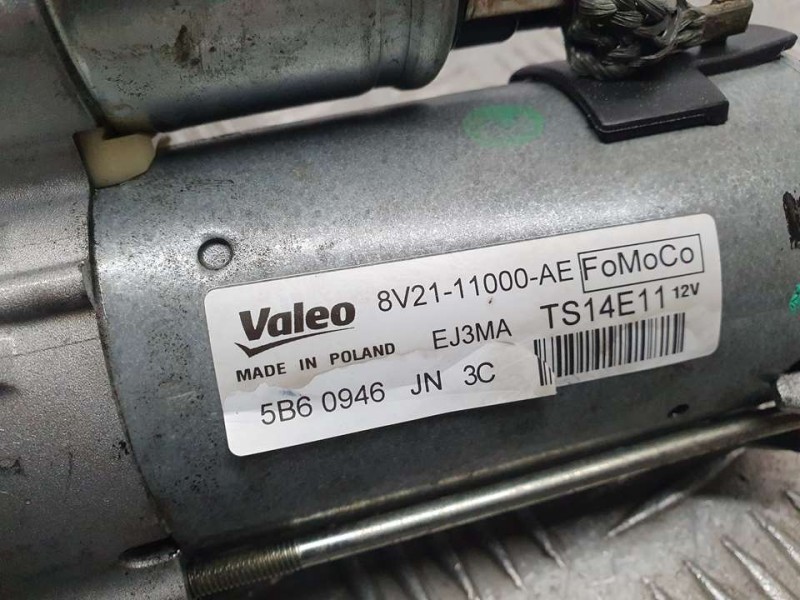 Valeo 8V21-11000-AE FoMoCo
MADE IN POLAND EJ3MA TS14E11 12V
5B6 0946 JN 3C